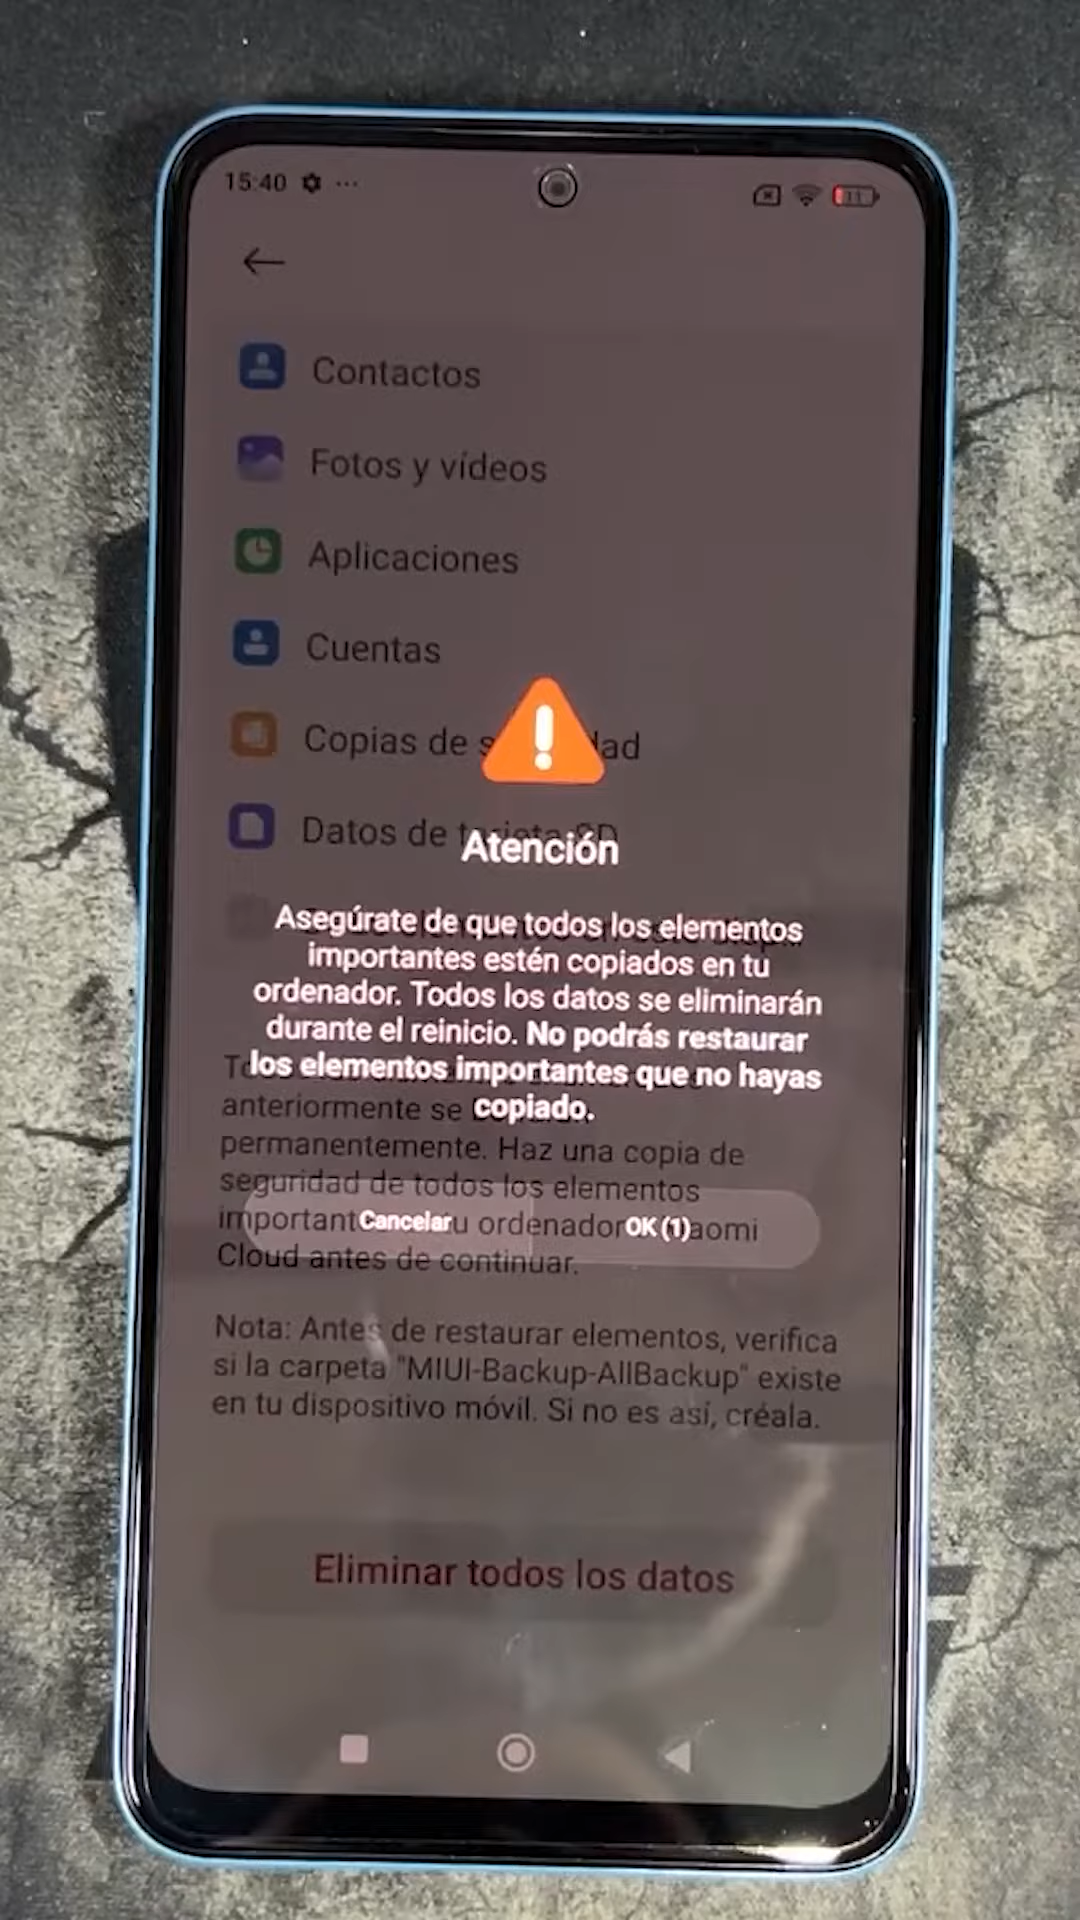 15:40
11
Contactos
Fotos y vídeos
Aplicaciones
Cuentas
Copias de s dad
Datos de tarjeta SD
Atención
Asegúrate de que todos los elementos
importantes estén copiados en tu
ordenador. Todos los datos se eliminarán
durante el reinicio. No podrás restaurar
los elementos importantes que no hayas
copiado.
anteriormente se
permanentemente. Haz una copia de
seguridad de todos los elementos
important u ordenador aomi
Cancelar
OK (1)
Cloud antes de continuar.
Nota: Antes de restaurar elementos, verifica
si la carpeta "MIUI-Backup-AllBackup" existe
en tu dispositivo móvil. Si no es así, créala.
Eliminar todos los datos